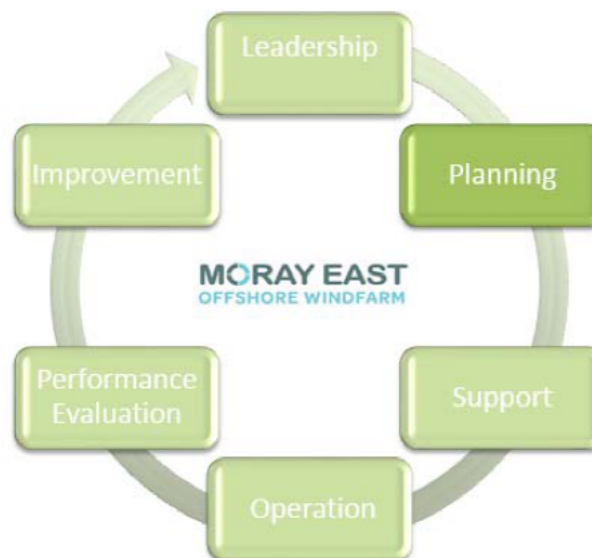 Leadership
Planning
Support
Operation
Performance
Evaluation
Improvement
MORAY EAST
OFFSHORE WINDFARM